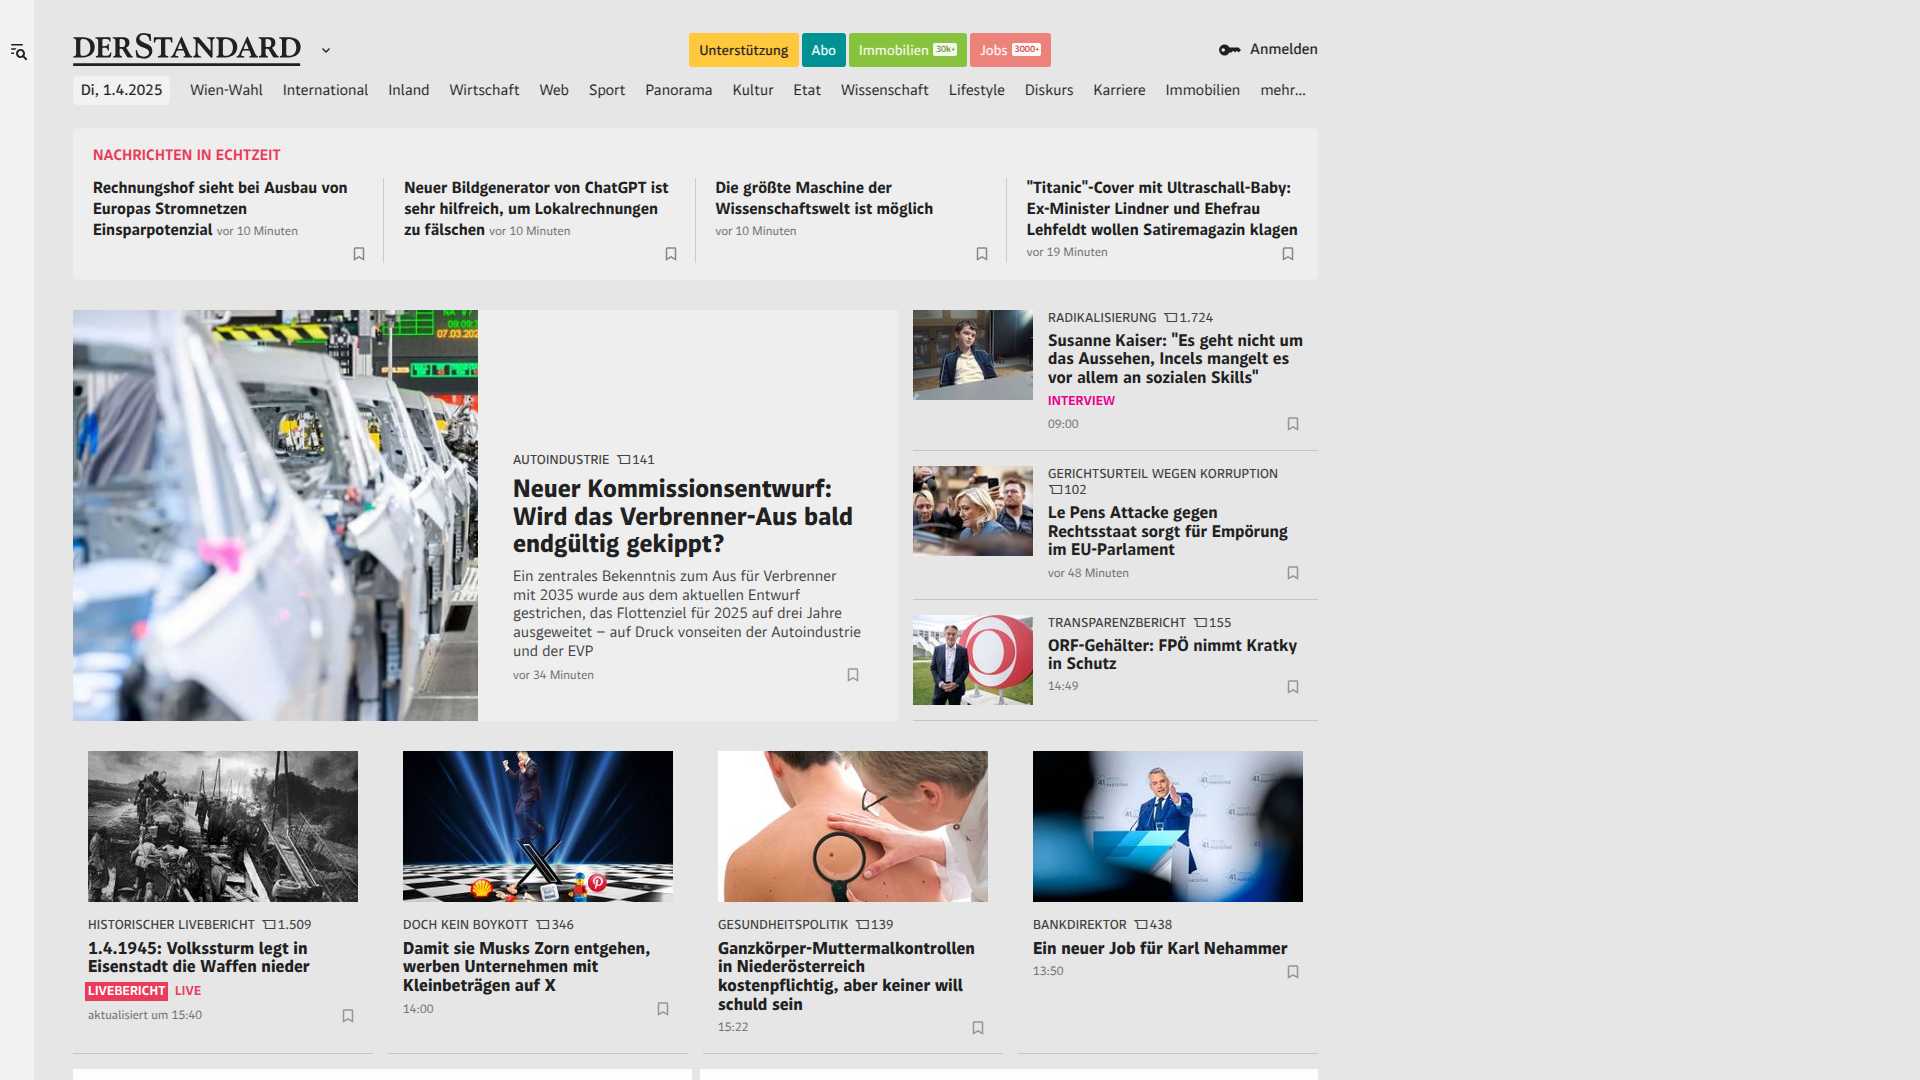 DERSTANDARD
Unterstützung
Abo
Immobilien 30k+
Jobs 3000+
Anmelden
Di, 1.4.2025
Wien-Wahl
International
Inland
Wirtschaft
Web
Sport
Panorama
Kultur
Etat
Wissenschaft
Lifestyle
Diskurs
Karriere
Immobilien
mehr...
NACHRICHTEN IN ECHTZEIT
Rechnungshof sieht bei Ausbau von
Europas Stromnetzen
Einsparpotenzial vor 10 Minuten
Neuer Bildgenerator von ChatGPT ist
sehr hilfreich, um Lokalrechnungen
zu fälschen vor 10 Minuten
Die größte Maschine der
Wissenschaftswelt ist möglich
vor 10 Minuten
"Titanic"-Cover mit Ultraschall-Baby:
Ex-Minister Lindner und Ehefrau
Lehfeldt wollen Satiremagazin klagen
vor 19 Minuten
AUTOINDUSTRIE 141
Neuer Kommissionsentwurf:
Wird das Verbrenner-Aus bald
endgültig gekippt?
Ein zentrales Bekenntnis zum Aus für Verbrenner
mit 2035 wurde aus dem aktuellen Entwurf
gestrichen, das Flottenziel für 2025 auf drei Jahre
ausgeweitet – auf Druck vonseiten der Autoindustrie
und der EVP
vor 34 Minuten
RADIKALISIERUNG 1.724
Susanne Kaiser: "Es geht nicht um
das Aussehen, Incels mangelt es
vor allem an sozialen Skills"
INTERVIEW
09:00
GERICHTSURTEIL WEGEN KORRUPTION
102
Le Pens Attacke gegen
Rechtsstaat sorgt für Empörung
im EU-Parlament
vor 48 Minuten
TRANSPARENZBERICHT 155
ORF-Gehälter: FPÖ nimmt Kratky
in Schutz
14:49
HISTORISCHER LIVEBERICHT 1.509
1.4.1945: Volkssturm legt in
Eisenstadt die Waffen nieder
LIVEBERICHT LIVE
aktualisiert um 15:40
DOCH KEIN BOYKOTT 346
Damit sie Musks Zorn entgehen,
werben Unternehmen mit
Kleinbeträgen auf X
14:00
GESUNDHEITSPOLITIK 139
Ganzkörper-Muttermalkontrollen
in Niederösterreich
kostenpflichtig, aber keiner will
schuld sein
15:22
BANKDIREKTOR 438
Ein neuer Job für Karl Nehammer
13:50